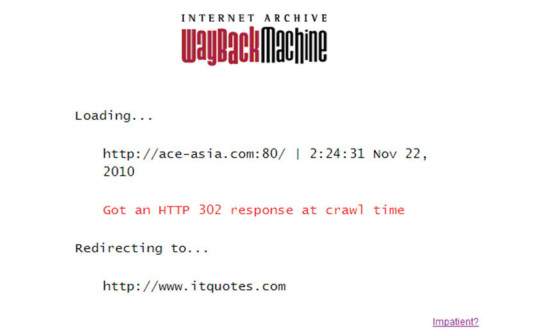 INTERNET ARCHIVE
WayBackMachine
Loading...
http://ace-asia.com:80/ | 2:24:31 Nov 22,
2010
Got an HTTP 302 response at crawl time
Redirecting to...
http://www.itquotes.com
Impatient?